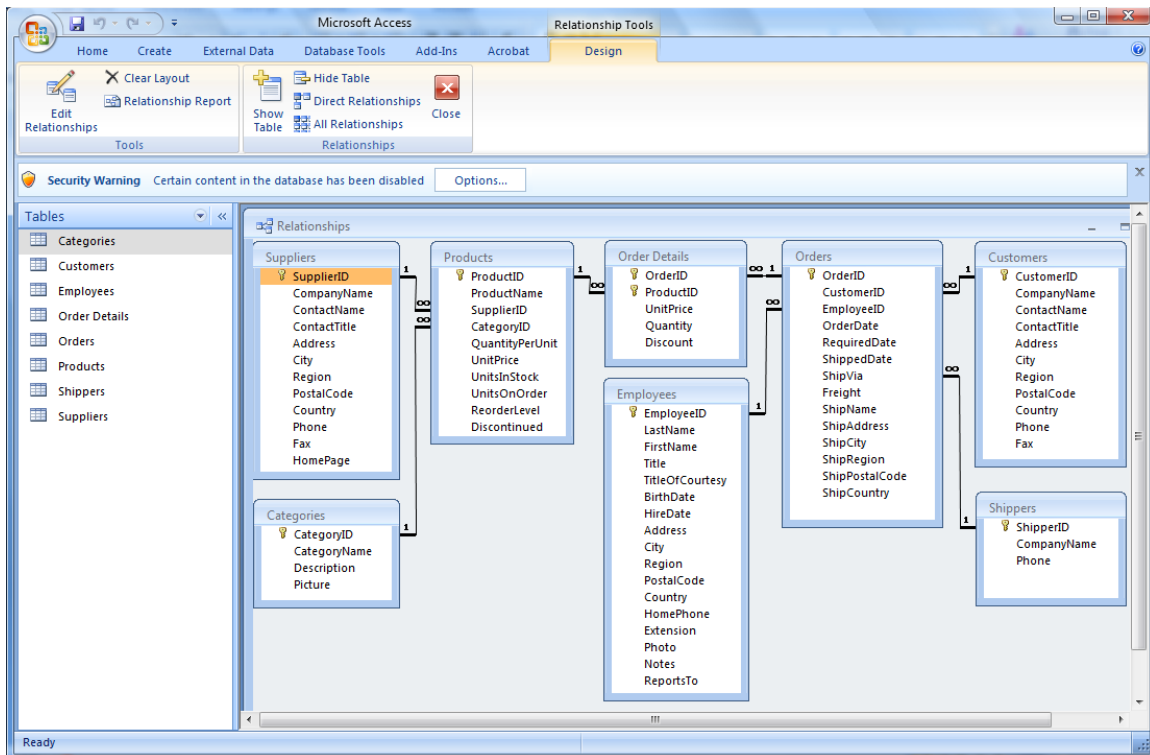 Microsoft Access
Relationship Tools
Home Create External Data Database Tools Add-Ins Acrobat Design
Edit Relationships
Clear Layout
Relationship Report
Tools
Show Table
Hide Table
Direct Relationships
All Relationships
Close
Relationships
Security Warning Certain content in the database has been disabled Options...
Tables
Categories
Customers
Employees
Order Details
Orders
Products
Shippers
Suppliers
Relationships
Suppliers
SupplierID
CompanyName
ContactName
ContactTitle
Address
City
Region
PostalCode
Country
Phone
Fax
HomePage
1
∞
Products
ProductID
ProductName
SupplierID
CategoryID
QuantityPerUnit
UnitPrice
UnitsInStock
UnitsOnOrder
ReorderLevel
Discontinued
∞
1
1
∞
Order Details
OrderID
ProductID
UnitPrice
Quantity
Discount
∞ 1
Orders
OrderID
CustomerID
EmployeeID
OrderDate
RequiredDate
ShippedDate
ShipVia
Freight
ShipName
ShipAddress
ShipCity
ShipRegion
ShipPostalCode
ShipCountry
∞
1
Customers
CustomerID
CompanyName
ContactName
ContactTitle
Address
City
Region
PostalCode
Country
Phone
Fax
Categories
CategoryID
CategoryName
Description
Picture
Employees
EmployeeID
LastName
FirstName
Title
TitleOfCourtesy
BirthDate
HireDate
Address
City
Region
PostalCode
Country
HomePhone
Extension
Photo
Notes
ReportsTo
1
∞
∞
1
Shippers
ShipperID
CompanyName
Phone
Ready